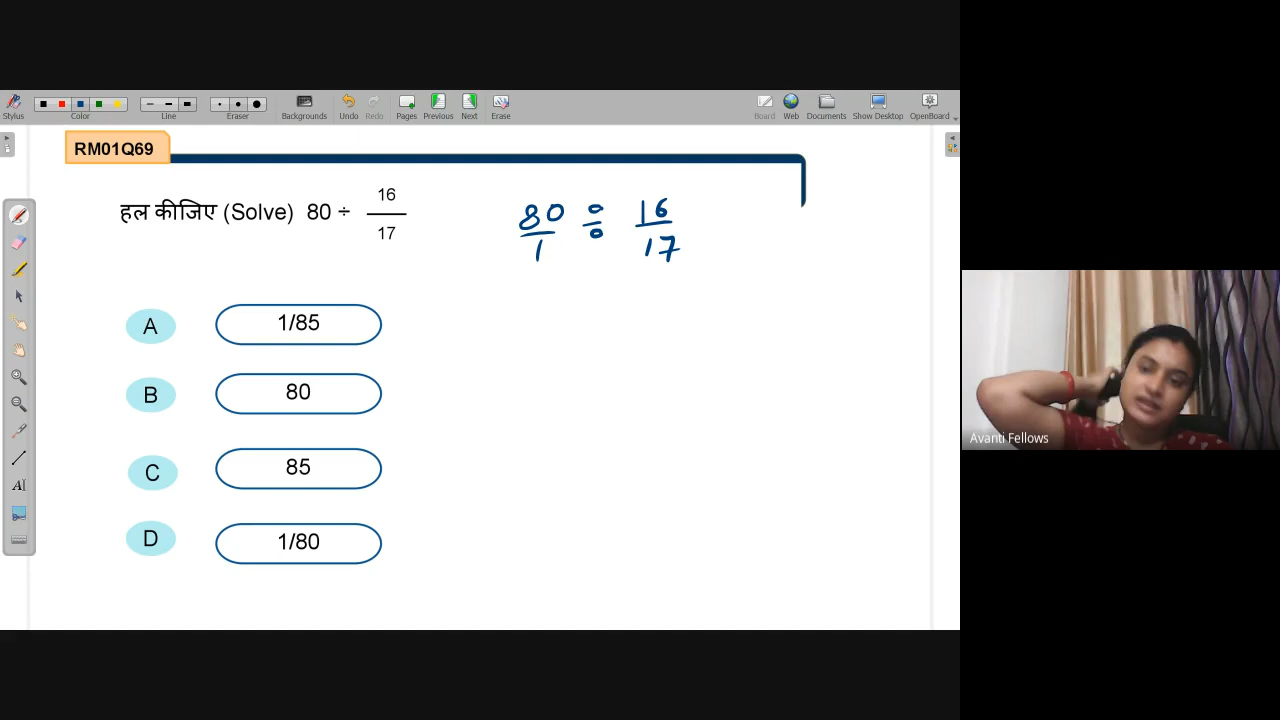 Stylus Color Line Eraser Backgrounds Undo Redo Pages Previous Next Erase Board Web Documents Show Desktop OpenBoard
RM01Q69
हल कीजिए (Solve) 80 ÷ 16/17
80/1 ÷ 16/17
A 1/85
B 80
C 85
D 1/80
AI
Avanti Fellows